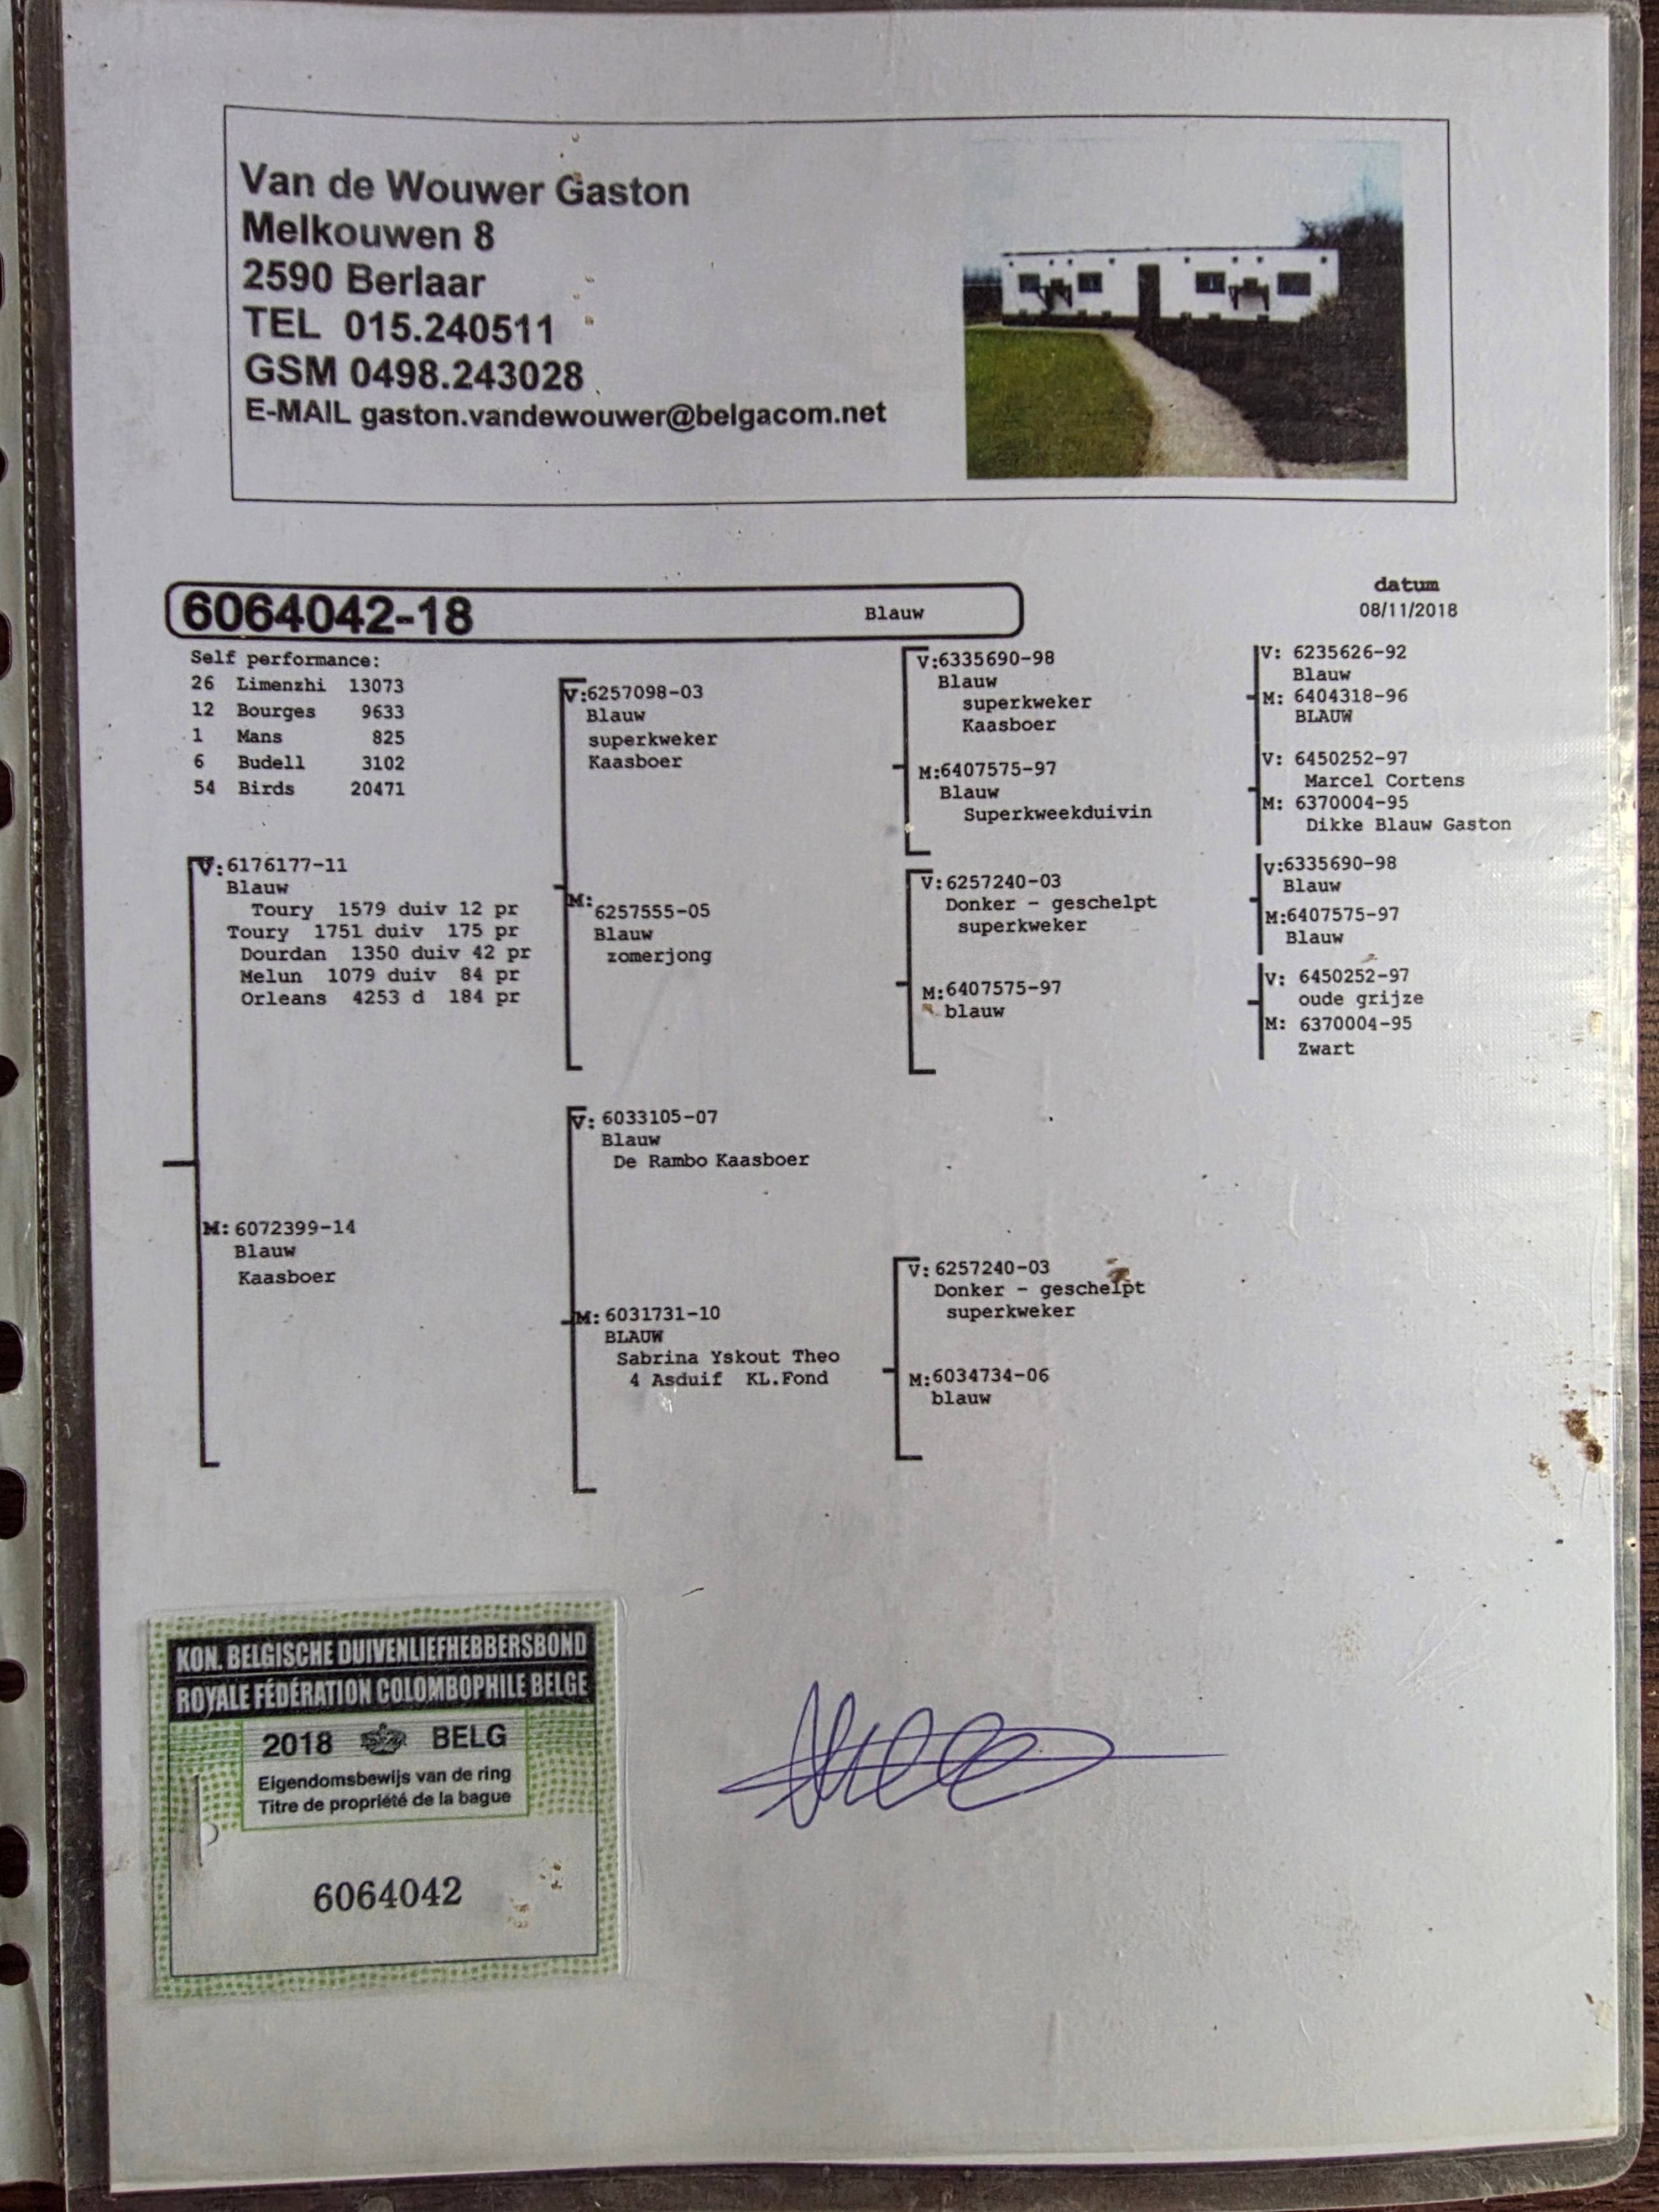 Van de Wouwer Gaston
Melkouwen 8
2590 Berlaar
TEL 015.240511
GSM 0498.243028
E-MAIL gaston.vandewouwer@belgacom.net
datum
08/11/2018
6064042-18 Blauw
Self performance:
26 Limenzhi 13073
12 Bourges 9633
1 Mans 825
6 Budell 3102
54 Birds 20471
V:6176177-11
Blauw
Toury 1579 duiv 12 pr
Toury 1751 duiv 175 pr
Dourdan 1350 duiv 42 pr
Melun 1079 duiv 84 pr
Orleans 4253 d 184 pr
M:6072399-14
Blauw
Kaasboer
V:6257098-03
Blauw
superkweker
Kaasboer
M:
6257555-05
Blauw
zomerjong
V: 6033105-07
Blauw
De Rambo Kaasboer
M: 6031731-10
BLAUW
Sabrina Yskout Theo
4 Asduif KL.Fond
V:6335690-98
Blauw
superkweker
Kaasboer
M:6407575-97
Blauw
Superkweekduivin
V:6257240-03
Donker - geschelpt
superkweker
M:6407575-97
blauw
V: 6257240-03
Donker - geschelpt
superkweker
M:6034734-06
blauw
V: 6235626-92
Blauw
M: 6404318-96
BLAUW
V: 6450252-97
Marcel Cortens
M: 6370004-95
Dikke Blauw Gaston
V:6335690-98
Blauw
M:6407575-97
Blauw
V: 6450252-97
oude grijze
M: 6370004-95
Zwart
KON. BELGISCHE DUIVENLIEFHEBBERSBOND
ROYALE FÉDÉRATION COLOMBOPHILE BELGE
2018 BELG
Eigendomsbewijs van de ring
Titre de propriété de la bague
6064042